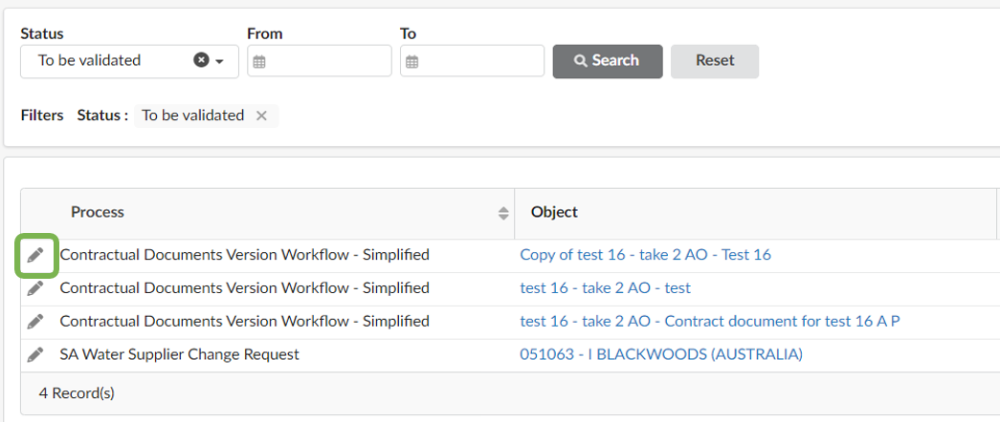 Status From To
To be validated Search Reset
Filters Status : To be validated
Process Object
Contractual Documents Version Workflow - Simplified Copy of test 16 - take 2 AO - Test 16
Contractual Documents Version Workflow - Simplified test 16 - take 2 AO - test
Contractual Documents Version Workflow - Simplified test 16 - take 2 AO - Contract document for test 16 A P
SA Water Supplier Change Request 051063 - I BLACKWOODS (AUSTRALIA)
4 Record(s)